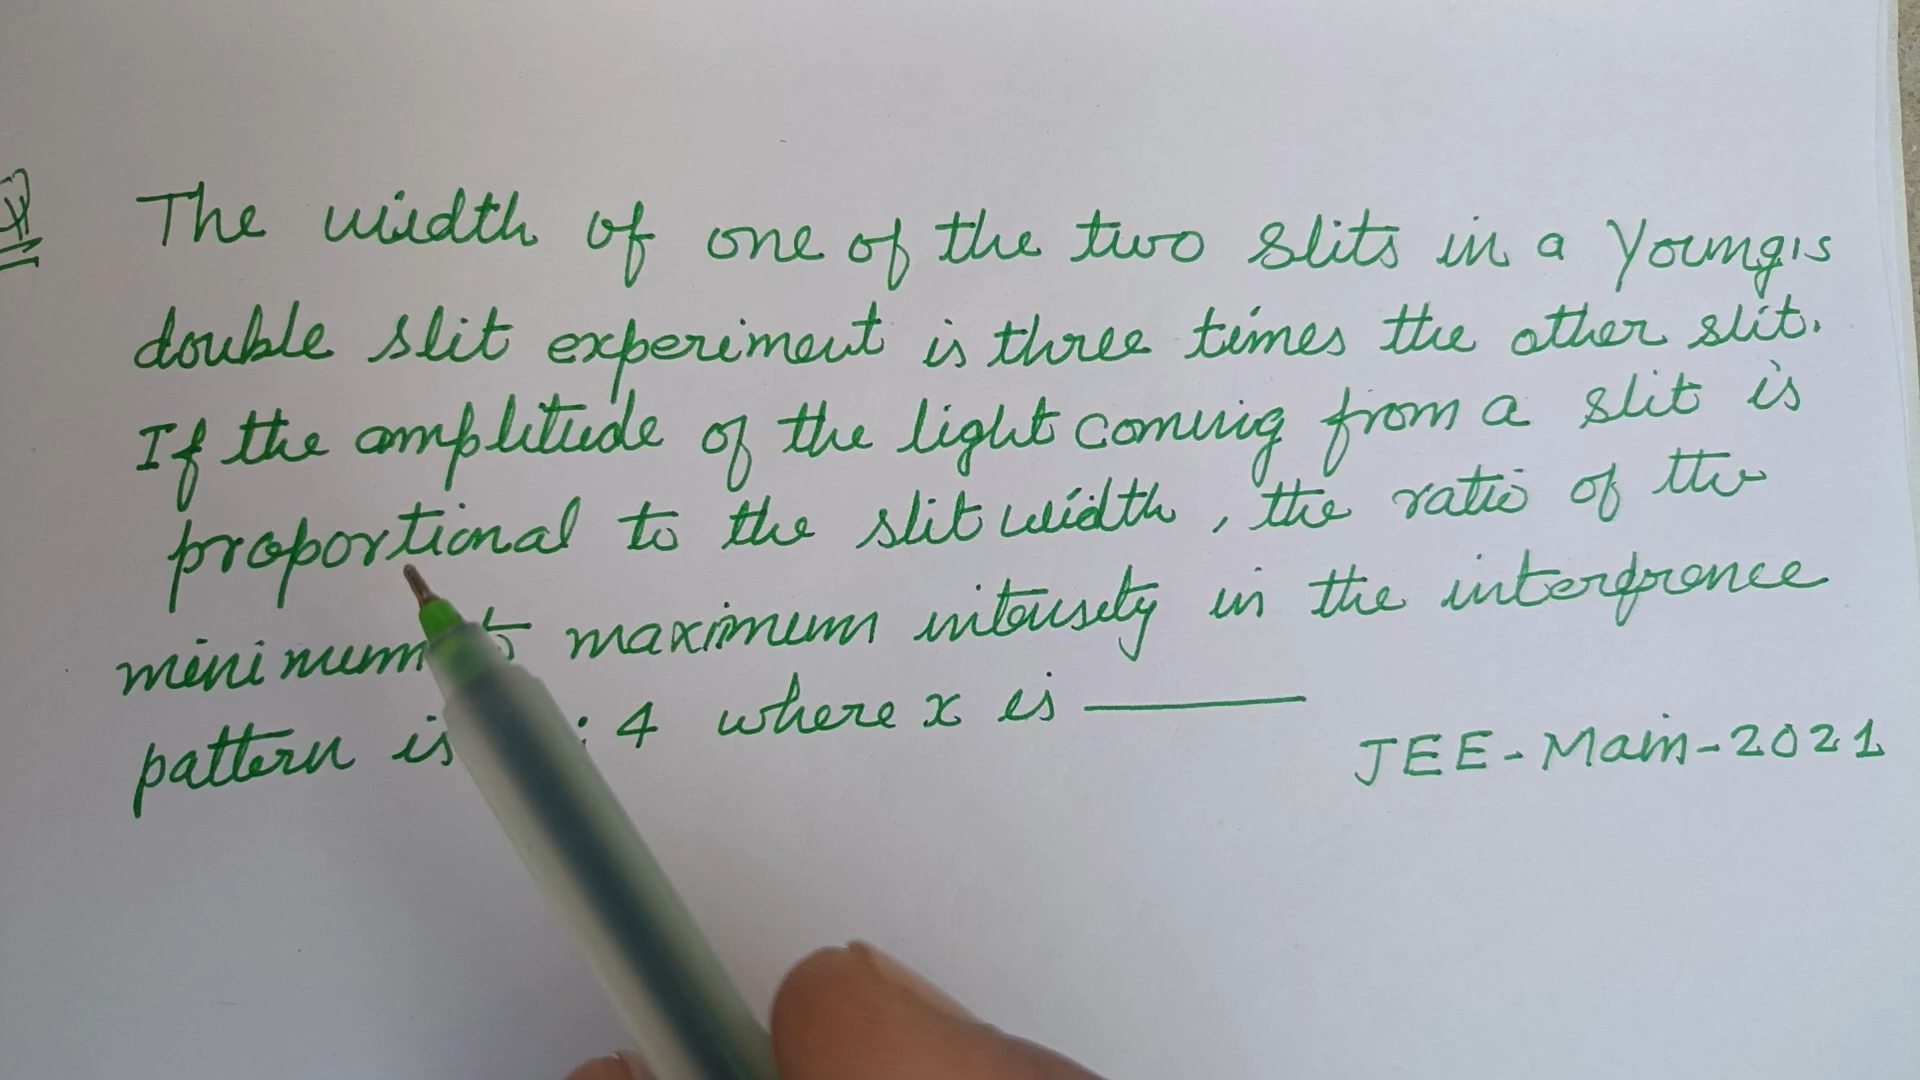 The width of one of the two slits in a Young's
double slit experiment is three times the other slit.
If the amplitude of the light coming from a slit is
proportional to the slit width, the ratio of the
minimum maximum intensity in the interference
pattern is : 4 where x is
JEE-Main-2021